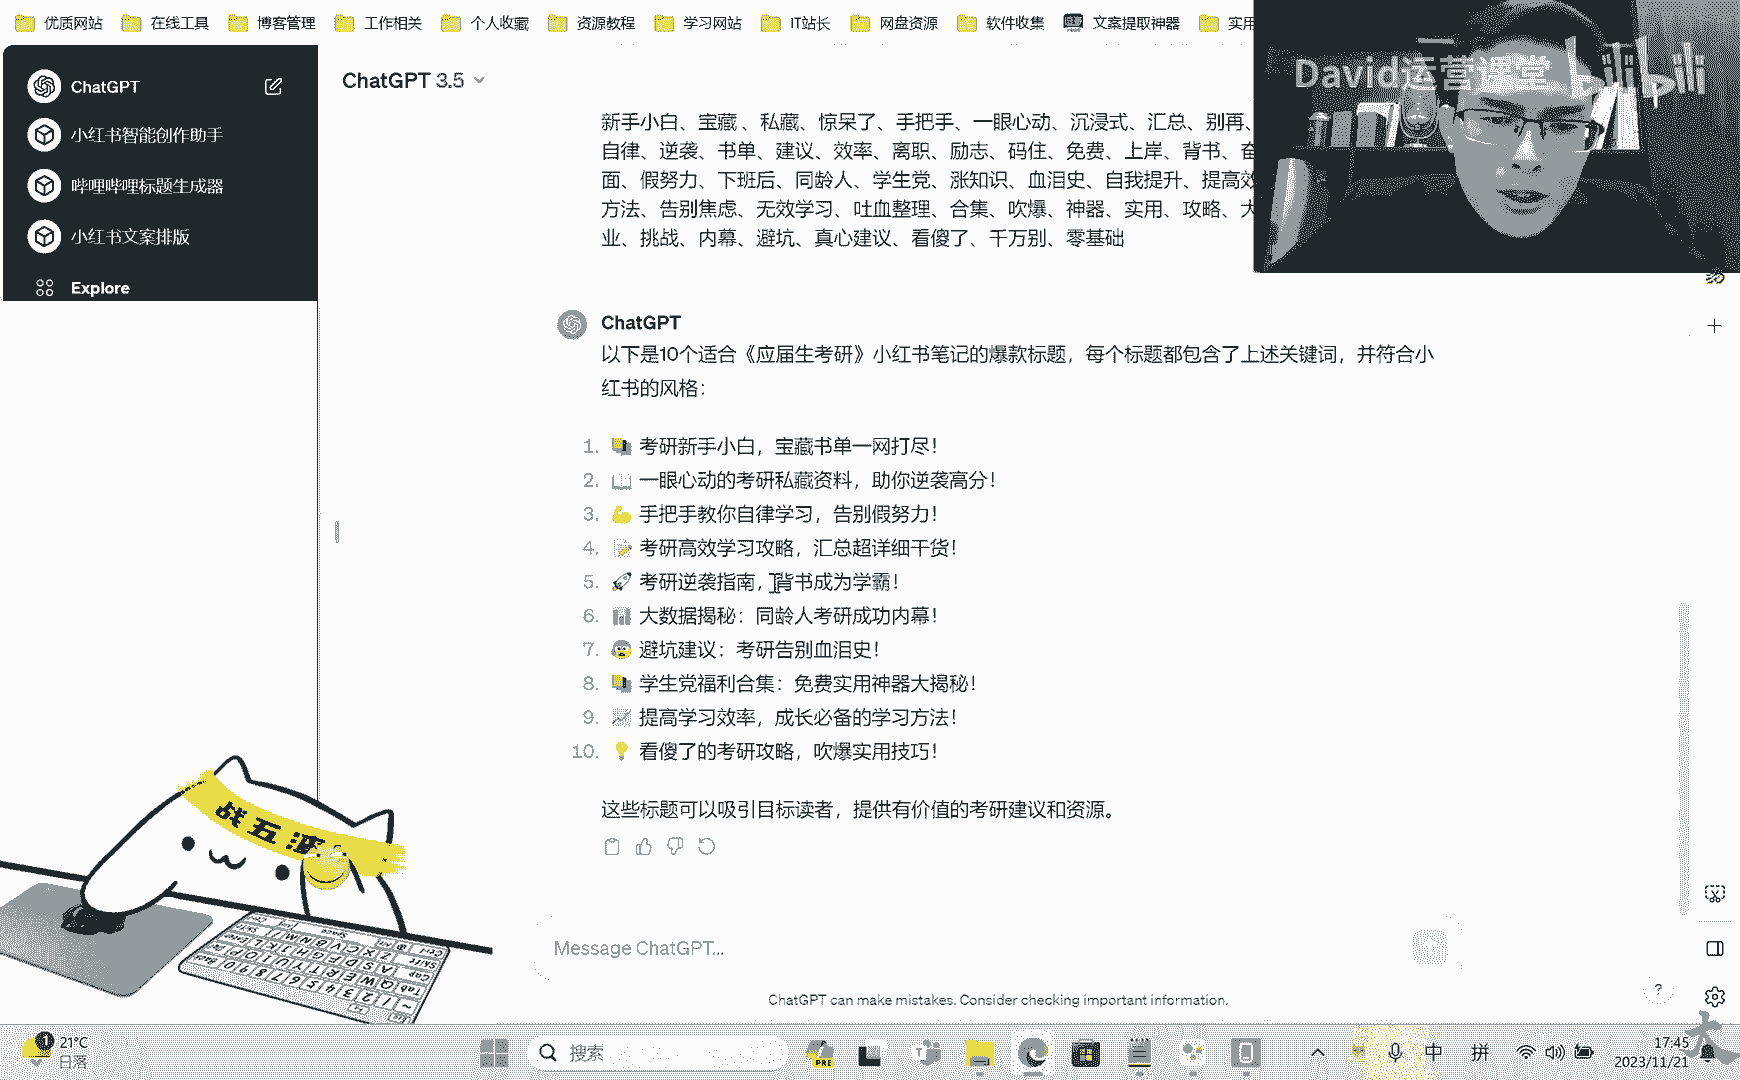 优质网站 在线工具 博客管理 工作相关 个人收藏 资源教程 学习网站 IT站长 网盘资源 软件收集 文案提取神器 实用
David运营课堂 bilibili
ChatGPT
小红书智能创作助手
哔哩哔哩标题生成器
小红书文案排版
Explore
ChatGPT 3.5
新手小白、宝藏、私藏、惊呆了、手把手、一眼心动、沉浸式、汇总、别再、
自律、逆袭、书单、建议、效率、离职、励志、码住、免费、上岸、背书、奋
面、假努力、下班后、同龄人、学生党、涨知识、血泪史、自我提升、提高效
方法、告别焦虑、无效学习、吐血整理、合集、吹爆、神器、实用、攻略、大
业、挑战、内幕、避坑、真心建议、看傻了、千万别、零基础
ChatGPT
以下是10个适合《应届生考研》小红书笔记的爆款标题，每个标题都包含了上述关键词，并符合小
红书的风格：
1. 考研新手小白，宝藏书单一网打尽！
2. 一眼心动的考研私藏资料，助你逆袭高分！
3. 手把手教你自律学习，告别假努力！
4. 考研高效学习攻略，汇总超详细干货！
5. 考研逆袭指南，背书成为学霸！
6. 大数据揭秘：同龄人考研成功内幕！
7. 避坑建议：考研告别血泪史！
8. 学生党福利合集：免费实用神器大揭秘！
9. 提高学习效率，成长必备的学习方法！
10. 看傻了的考研攻略，吹爆实用技巧！
这些标题可以吸引目标读者，提供有价值的考研建议和资源。
Message ChatGPT...
ChatGPT can make mistakes. Consider checking important information.
?
战五渣
1
21°C
日落
搜索
PRE
中
拼
17:45
2023/11/21